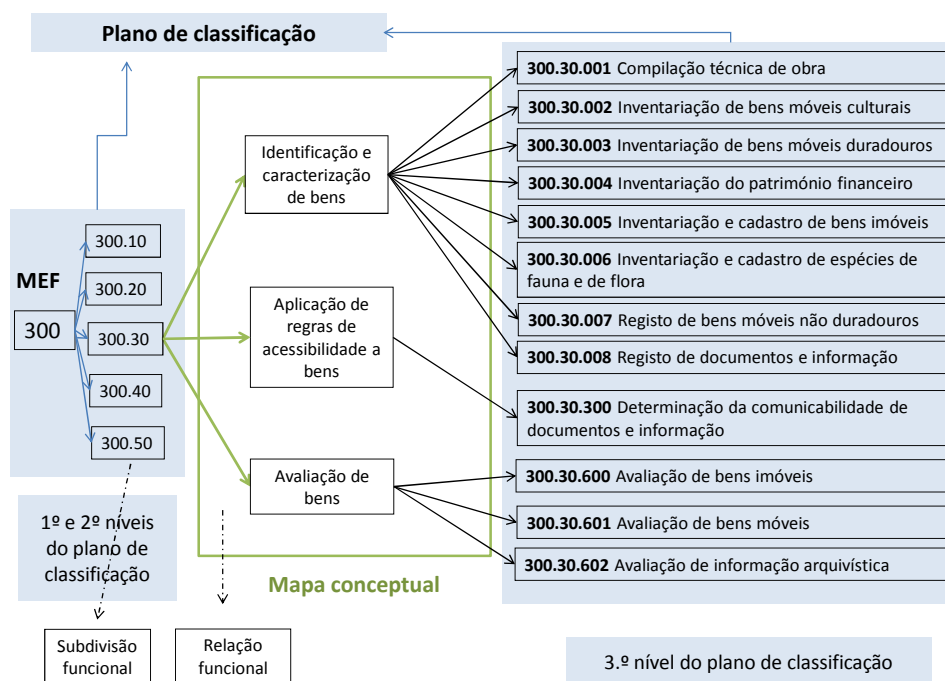 Plano de classificação
300.30.001 Compilação técnica de obra
300.30.002 Inventariação de bens móveis culturais
300.30.003 Inventariação de bens móveis duradouros
300.30.004 Inventariação do património financeiro
300.30.005 Inventariação e cadastro de bens imóveis
300.30.006 Inventariação e cadastro de espécies de
fauna e de flora
300.30.007 Registo de bens móveis não duradouros
300.30.008 Registo de documentos e informação
300.30.300 Determinação da comunicabilidade de
documentos e informação
300.30.600 Avaliação de bens imóveis
300.30.601 Avaliação de bens móveis
300.30.602 Avaliação de informação arquivística
Identificação e
caracterização
de bens
Aplicação de
regras de
acessibilidade a
bens
Avaliação de
bens
Mapa conceptual
MEF
300
300.10
300.20
300.30
300.40
300.50
1º e 2º níveis
do plano de
classificação
Subdivisão
funcional
Relação
funcional
3.º nível do plano de classificação